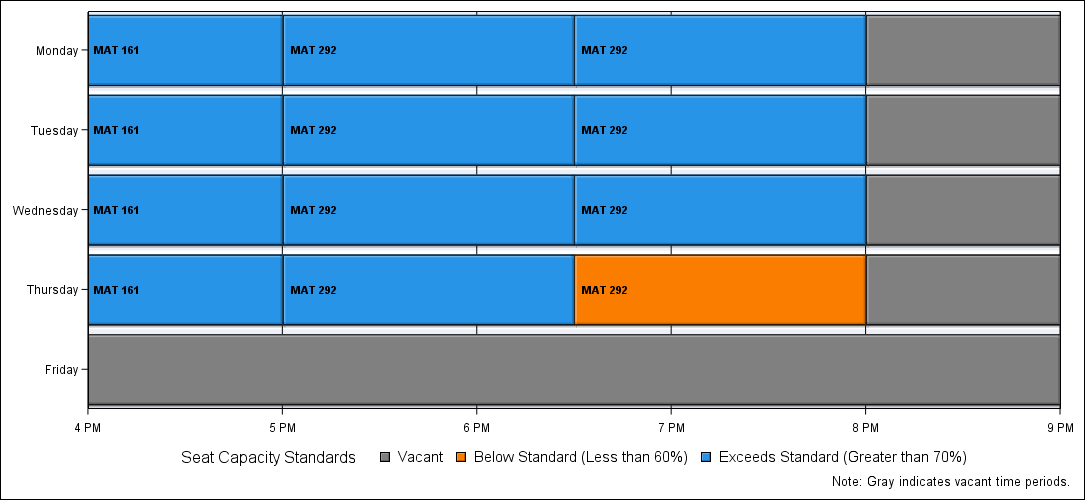 Monday MAT 161 MAT 292 MAT 292
Tuesday MAT 161 MAT 292 MAT 292
Wednesday MAT 161 MAT 292 MAT 292
Thursday MAT 161 MAT 292 MAT 292
Friday
4 PM 5 PM 6 PM 7 PM 8 PM 9 PM
Seat Capacity Standards Vacant Below Standard (Less than 60%) Exceeds Standard (Greater than 70%)
Note: Gray indicates vacant time periods.